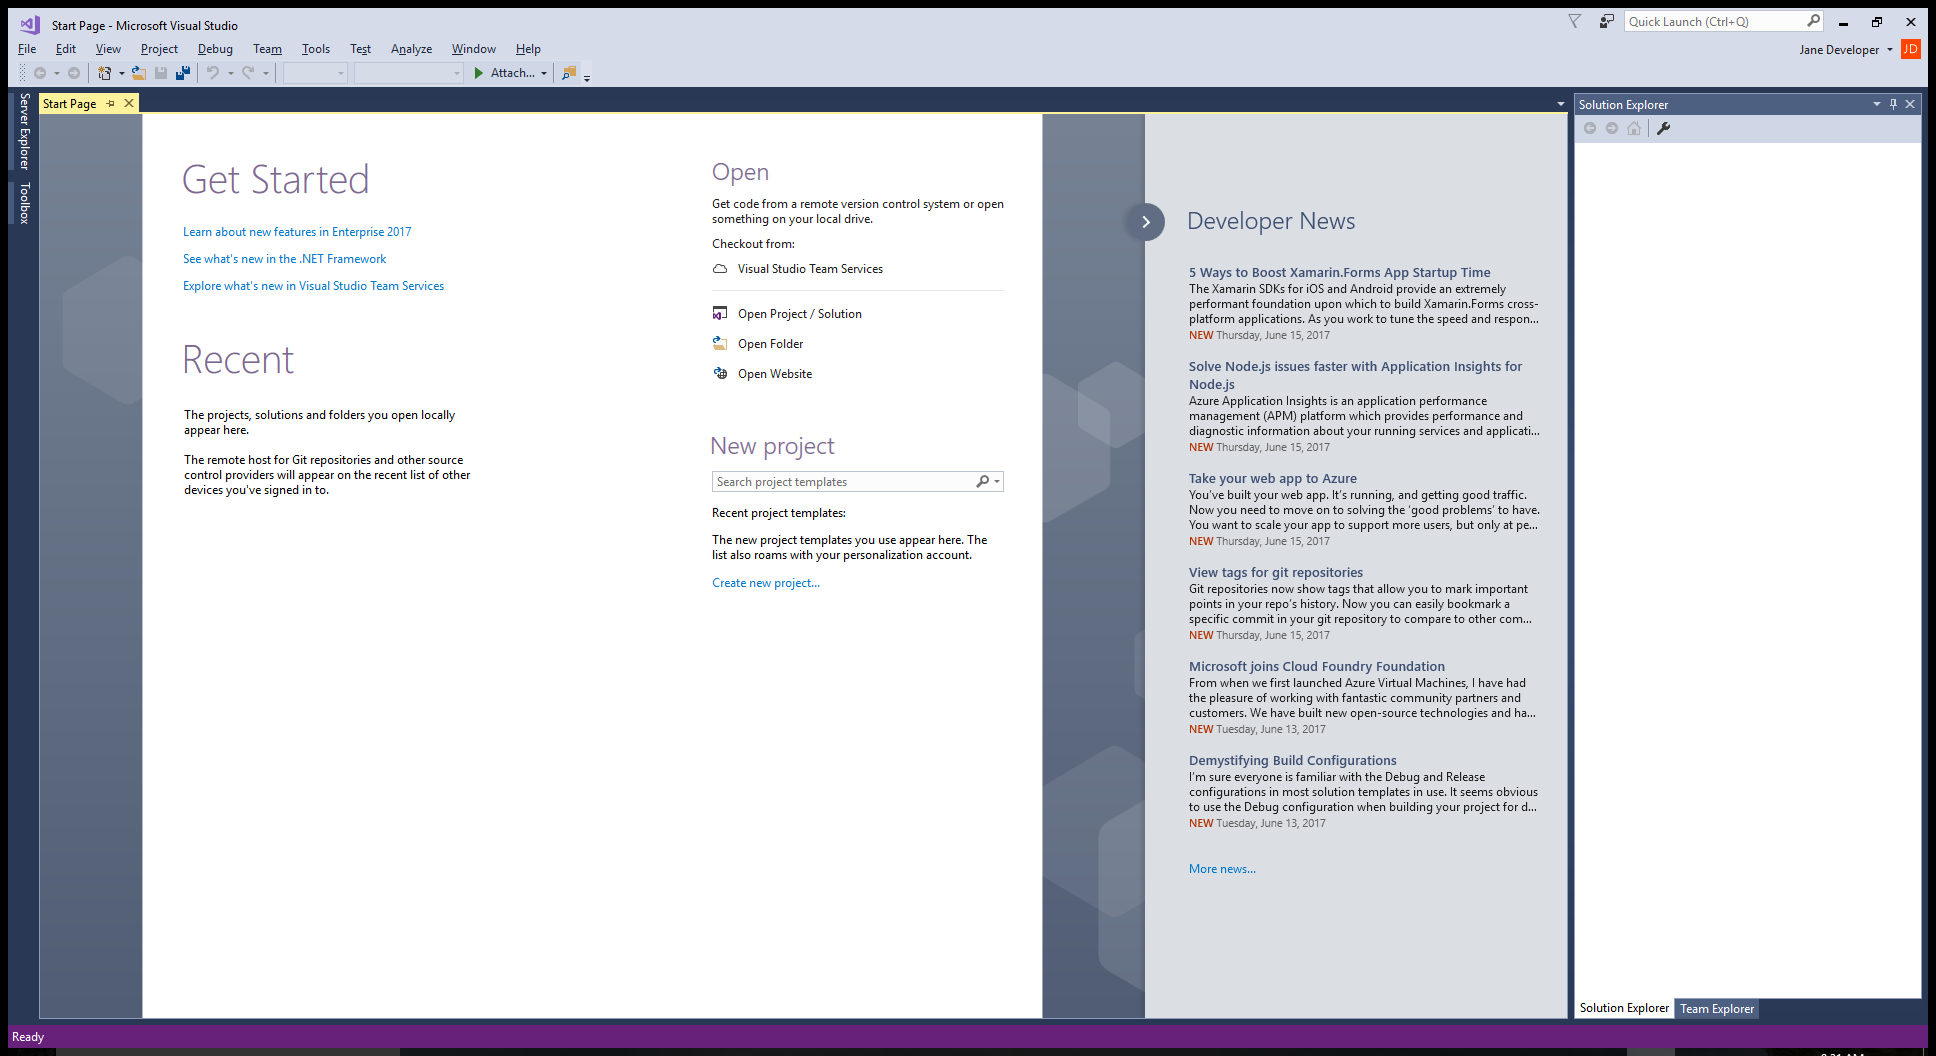 Start Page - Microsoft Visual Studio
Quick Launch (Ctrl+Q)
File Edit View Project Debug Team Tools Test Analyze Window Help
Jane Developer JD
Attach...
Server Explorer
Toolbox
Start Page
Get Started
Learn about new features in Enterprise 2017
See what's new in the .NET Framework
Explore what's new in Visual Studio Team Services
Recent
The projects, solutions and folders you open locally
appear here.
The remote host for Git repositories and other source
control providers will appear on the recent list of other
devices you've signed in to.
Open
Get code from a remote version control system or open
something on your local drive.
Checkout from:
Visual Studio Team Services
Open Project / Solution
Open Folder
Open Website
New project
Search project templates
Recent project templates:
The new project templates you use appear here. The
list also roams with your personalization account.
Create new project...
Developer News
5 Ways to Boost Xamarin.Forms App Startup Time
The Xamarin SDKs for iOS and Android provide an extremely
performant foundation upon which to build Xamarin.Forms cross-
platform applications. As you work to tune the speed and respon...
NEW Thursday, June 15, 2017
Solve Node.js issues faster with Application Insights for
Node.js
Azure Application Insights is an application performance
management (APM) platform which provides performance and
diagnostic information about your running services and applicati...
NEW Thursday, June 15, 2017
Take your web app to Azure
You've built your web app. It's running, and getting good traffic.
Now you need to move on to solving the 'good problems' to have.
You want to scale your app to support more users, but only at pe...
NEW Thursday, June 15, 2017
View tags for git repositories
Git repositories now show tags that allow you to mark important
points in your repo's history. Now you can easily bookmark a
specific commit in your git repository to compare to other com...
NEW Thursday, June 15, 2017
Microsoft joins Cloud Foundry Foundation
From when we first launched Azure Virtual Machines, I have had
the pleasure of working with fantastic community partners and
customers. We have built new open-source technologies and ha...
NEW Tuesday, June 13, 2017
Demystifying Build Configurations
I'm sure everyone is familiar with the Debug and Release
configurations in most solution templates in use. It seems obvious
to use the Debug configuration when building your project for d...
NEW Tuesday, June 13, 2017
More news...
Solution Explorer
Solution Explorer Team Explorer
Ready